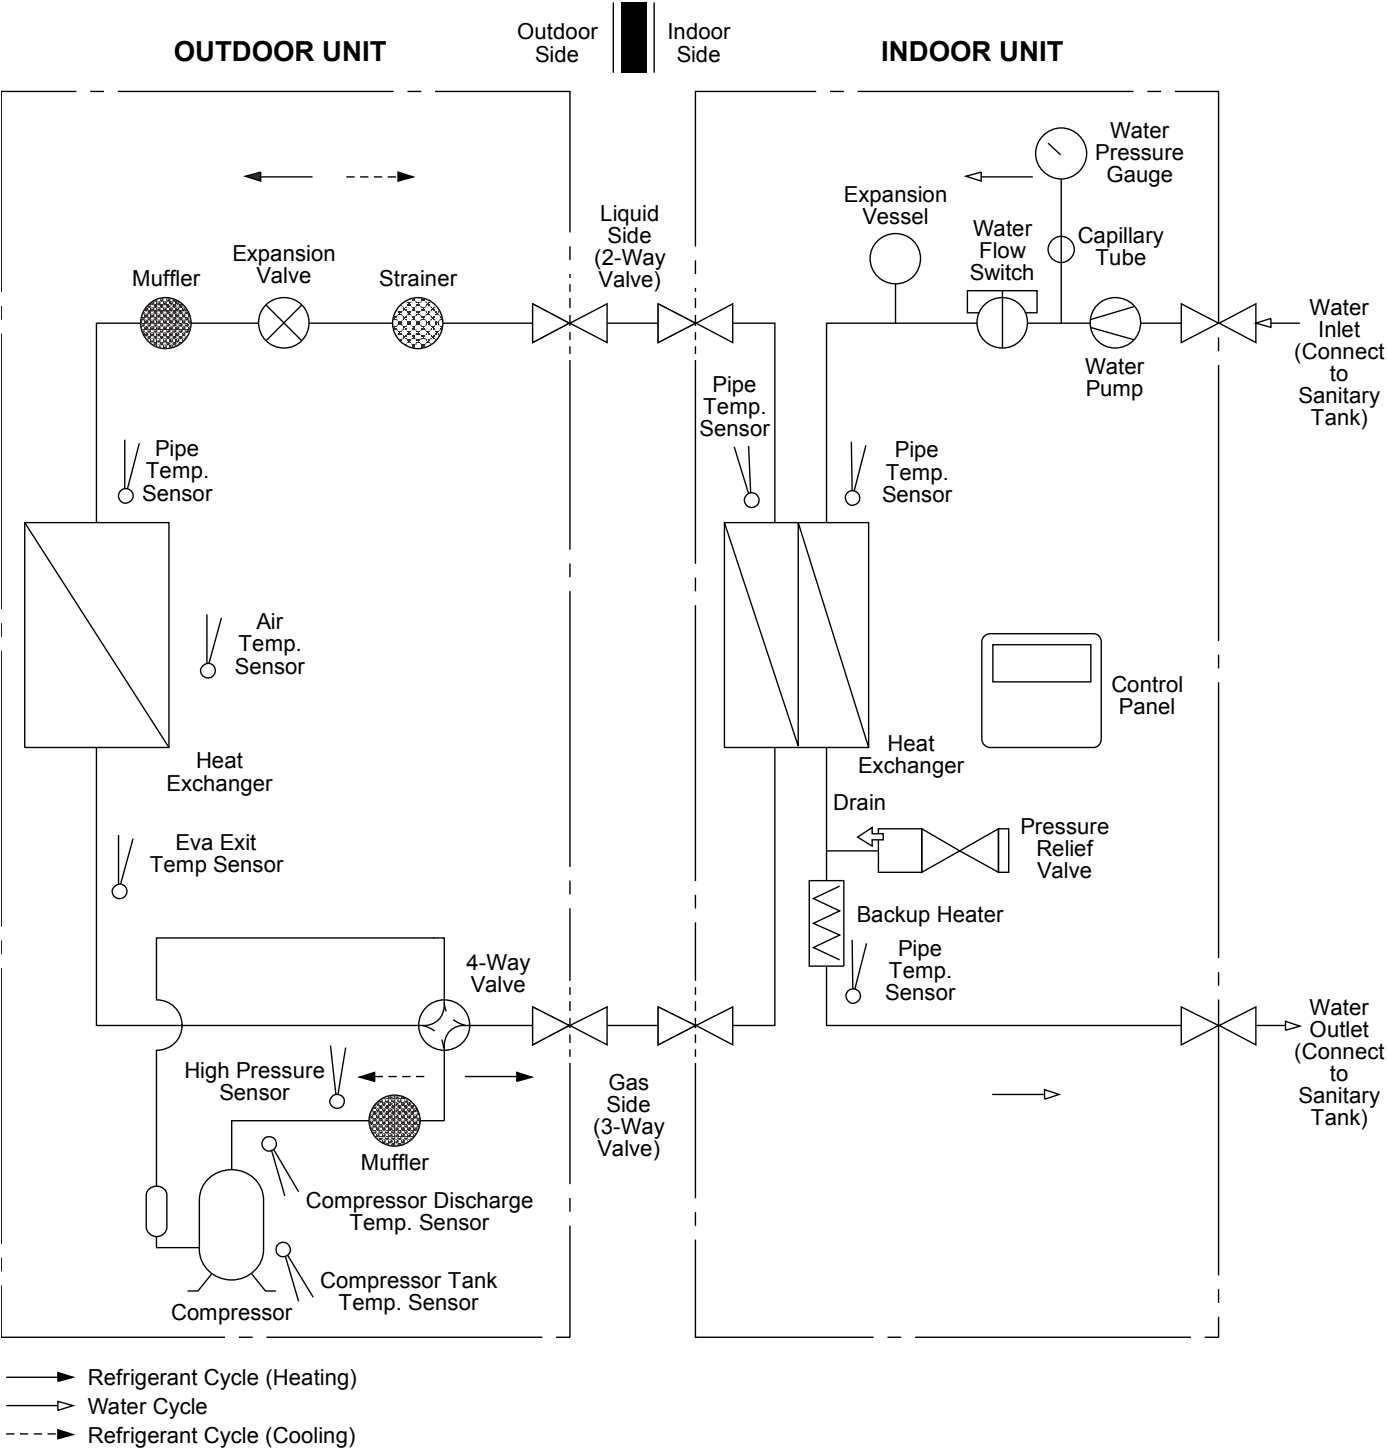 OUTDOOR UNIT
Outdoor
Side
Indoor
Side
INDOOR UNIT
Water
Pressure
Gauge
Expansion
Vessel
Water
Flow
Switch
Capillary
Tube
Liquid
Side
(2-Way
Valve)
Muffler
Expansion
Valve
Strainer
Water
Inlet
(Connect
to
Sanitary
Tank)
Water
Pump
Pipe
Temp.
Sensor
Pipe
Temp.
Sensor
Pipe
Temp.
Sensor
Air
Temp.
Sensor
Control
Panel
Heat
Exchanger
Heat
Exchanger
Drain
Pressure
Relief
Valve
Eva Exit
Temp Sensor
Backup Heater
Pipe
Temp.
Sensor
4-Way
Valve
Water
Outlet
(Connect
to
Sanitary
Tank)
High Pressure
Sensor
Gas
Side
(3-Way
Valve)
Muffler
Compressor Discharge
Temp. Sensor
Compressor Tank
Temp. Sensor
Compressor
Refrigerant Cycle (Heating)
Water Cycle
Refrigerant Cycle (Cooling)